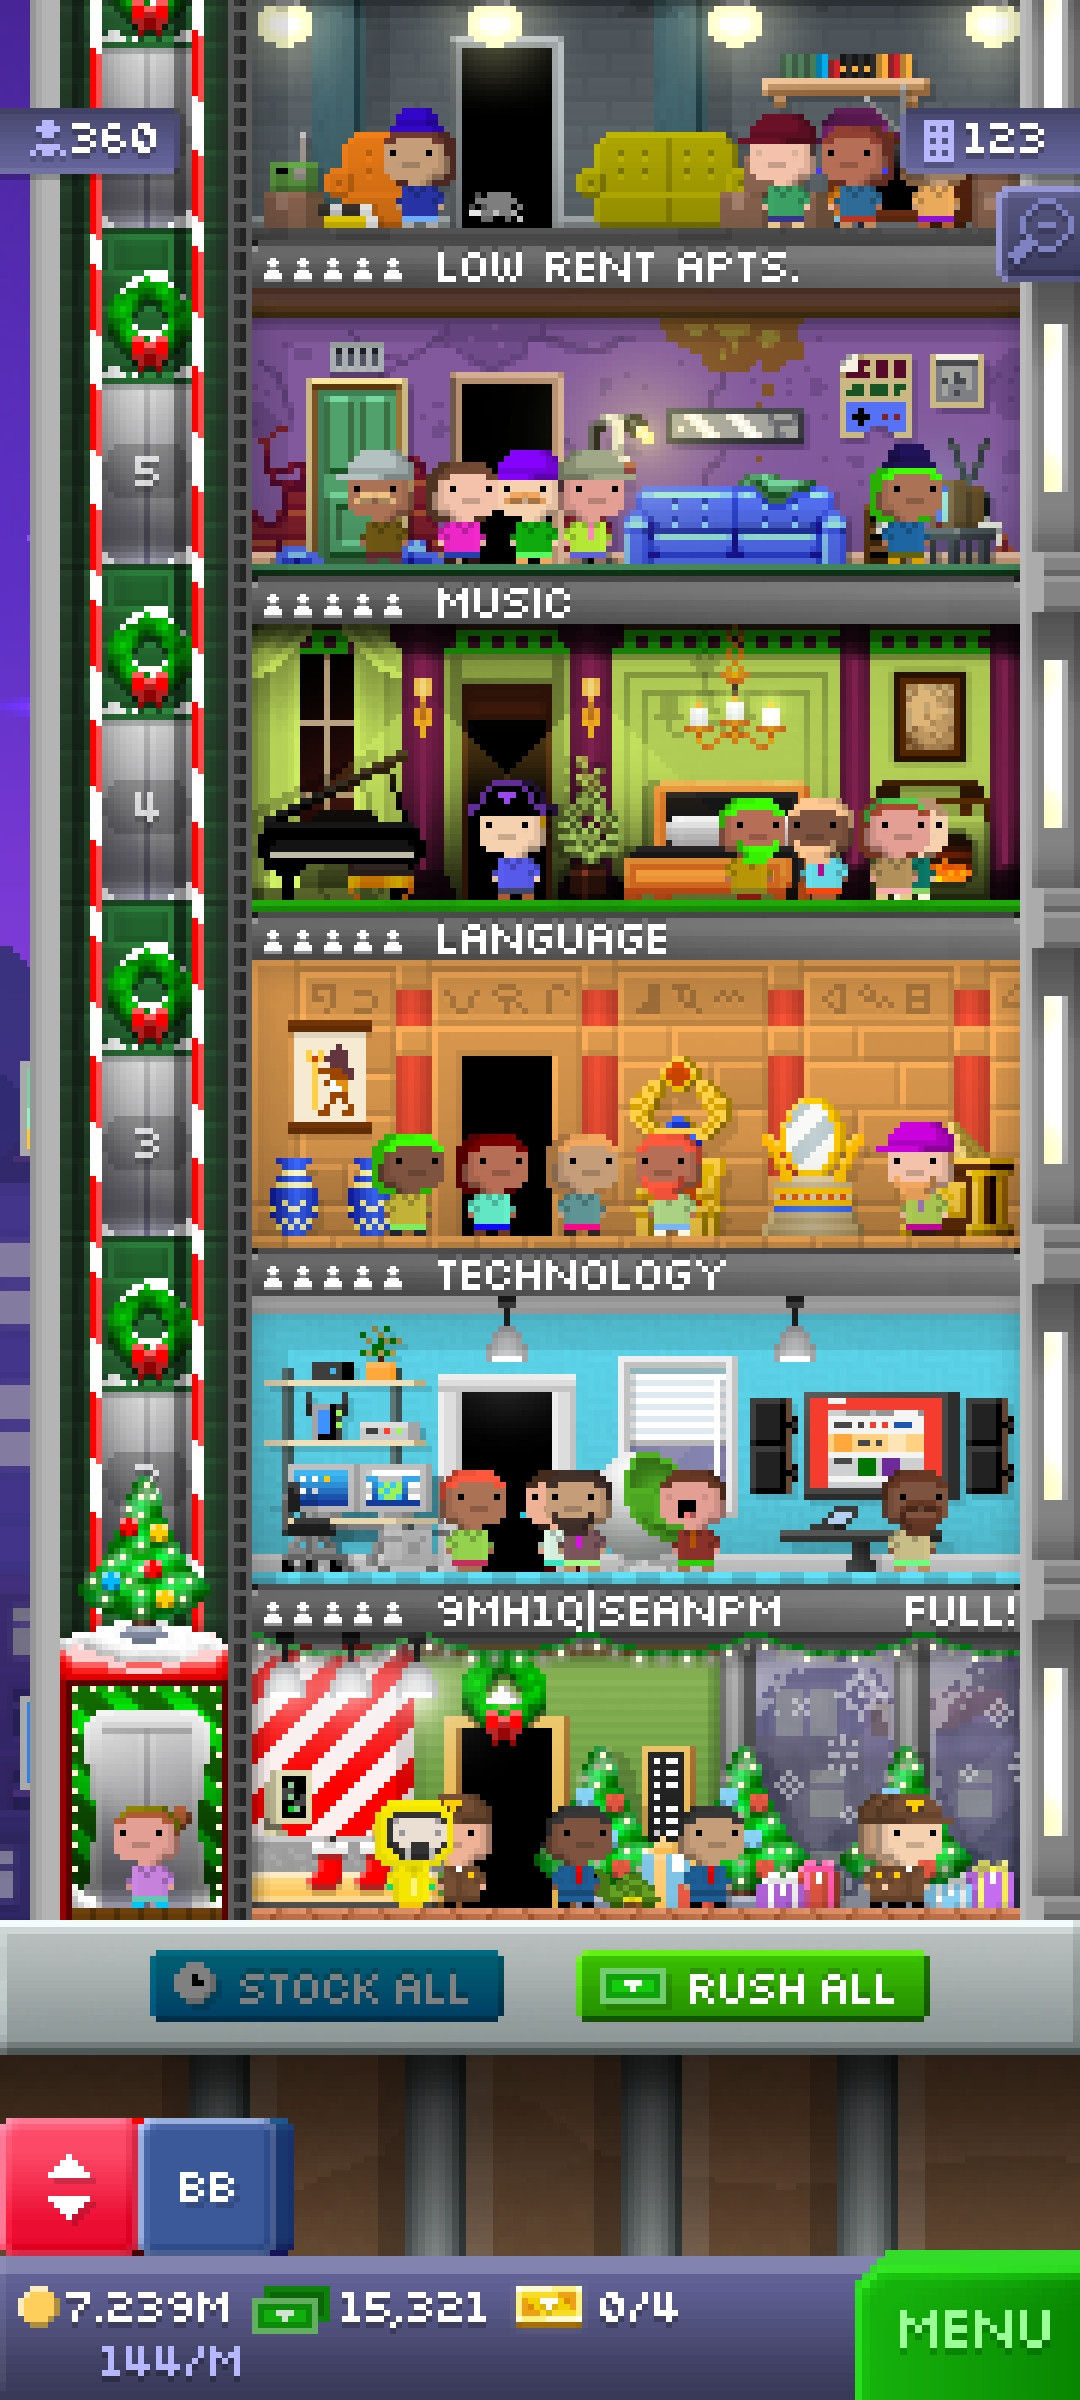 360
123
LOW RENT APTS.
5
MUSIC
4
LANGUAGE
3
TECHNOLOGY
9MH1Q|SEANPM FULL!
STOCK ALL
RUSH ALL
BB
7.239M 15,321 0/4
144/M
MENU